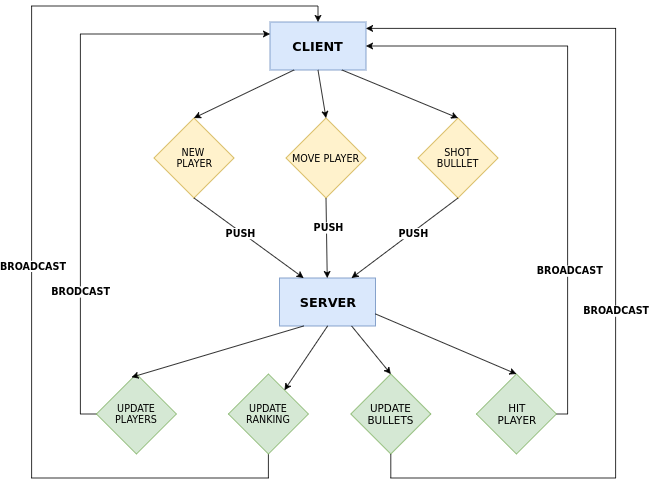 CLIENT
NEW
PLAYER
MOVE PLAYER
SHOT
BULLLET
PUSH
PUSH
PUSH
BROADCAST
BRODCAST
BROADCAST
BROADCAST
SERVER
UPDATE
PLAYERS
UPDATE
RANKING
UPDATE
BULLETS
HIT
PLAYER